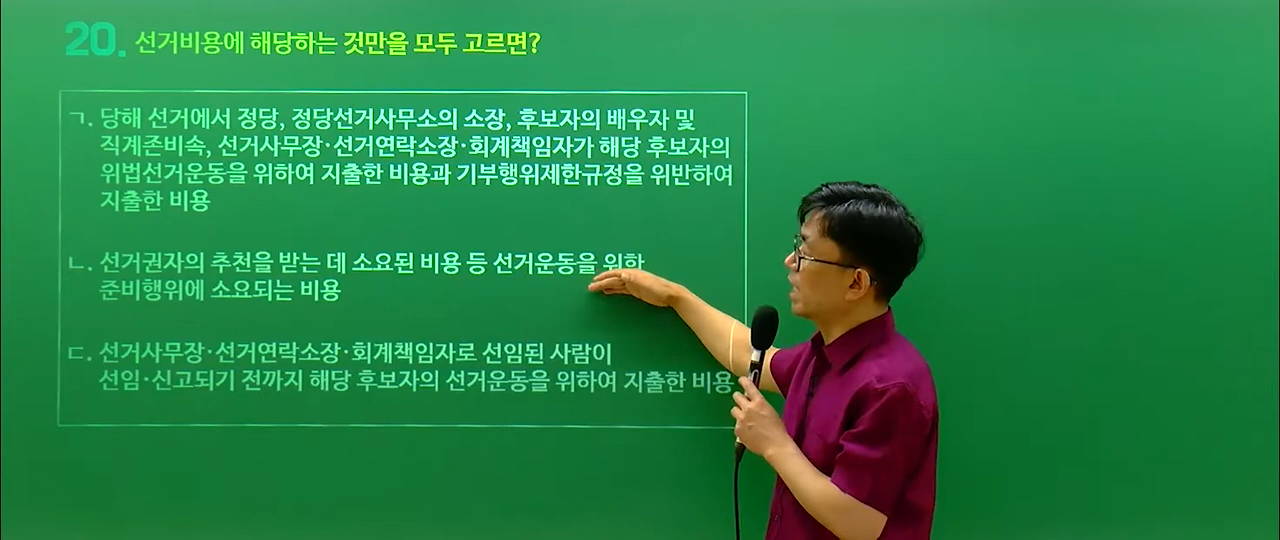 20. 선거비용에 해당하는 것만을 모두 고르면?
ㄱ. 당해 선거에서 정당, 정당선거사무소의 소장, 후보자의 배우자 및
직계존비속, 선거사무장·선거연락소장·회계책임자가 해당 후보자의
위법선거운동을 위하여 지출한 비용과 기부행위제한규정을 위반하여
지출한 비용
ㄴ. 선거권자의 추천을 받는 데 소요된 비용 등 선거운동을 위한
준비행위에 소요되는 비용
ㄷ. 선거사무장·선거연락소장·회계책임자로 선임된 사람이
선임·신고되기 전까지 해당 후보자의 선거운동을 위하여 지출한 비용